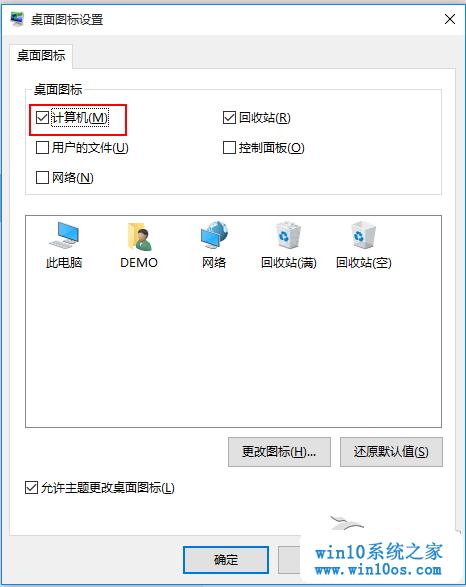 桌面图标设置
桌面图标
桌面图标
计算机(M) 回收站(R)
用户的文件(U) 控制面板(O)
网络(N)
此电脑 DEMO 网络 回收站(满) 回收站(空)
更改图标(H)... 还原默认值(S)
允许主题更改桌面图标(L)
确定
win10系统之家
www.win10os.com